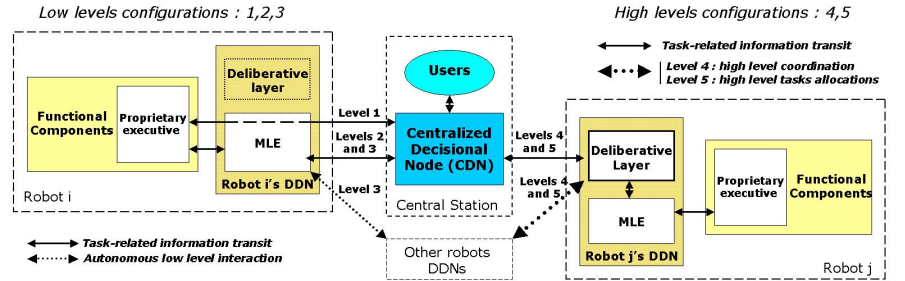 Low levels configurations : 1,2,3
High levels configurations : 4,5
Task-related information transit
Level 4 : high level coordination
Level 5 : high level tasks allocations
Users
Deliberative
layer
Functional
Components
Proprietary
executive
MLE
Robot i's DDN
Robot i
Level 1
Levels 2
and 3
Level 3
Centralized
Decisional
Node (CDN)
Central Station
Levels 4
and 5
Levels 4
and 5
Other robots
DDNs
Deliberative
Layer
MLE
Robot j's DDN
Proprietary
executive
Functional
Components
Robot j
Task-related information transit
Autonomous low level interaction